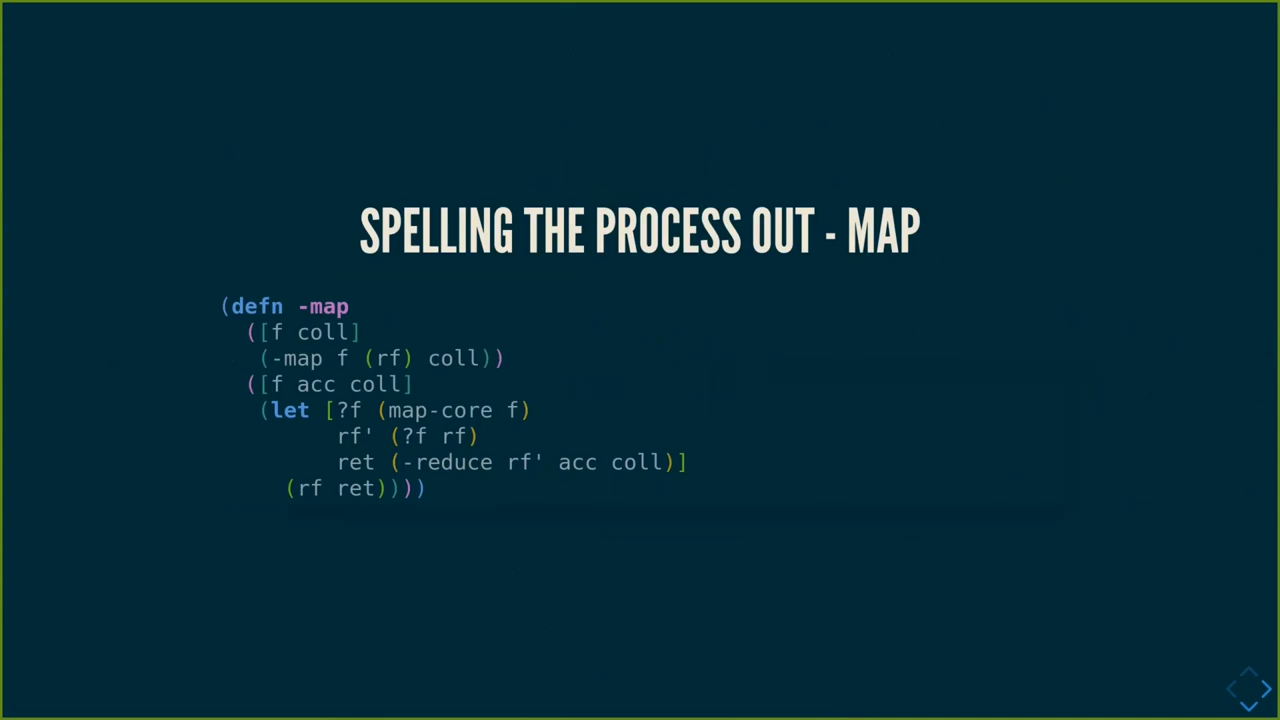 SPELLING THE PROCESS OUT - MAP
(defn -map
  ([f coll]
   (-map f (rf) coll))
  ([f acc coll]
   (let [?f (map-core f)
         rf' (?f rf)
         ret (-reduce rf' acc coll)]
     (rf ret))))